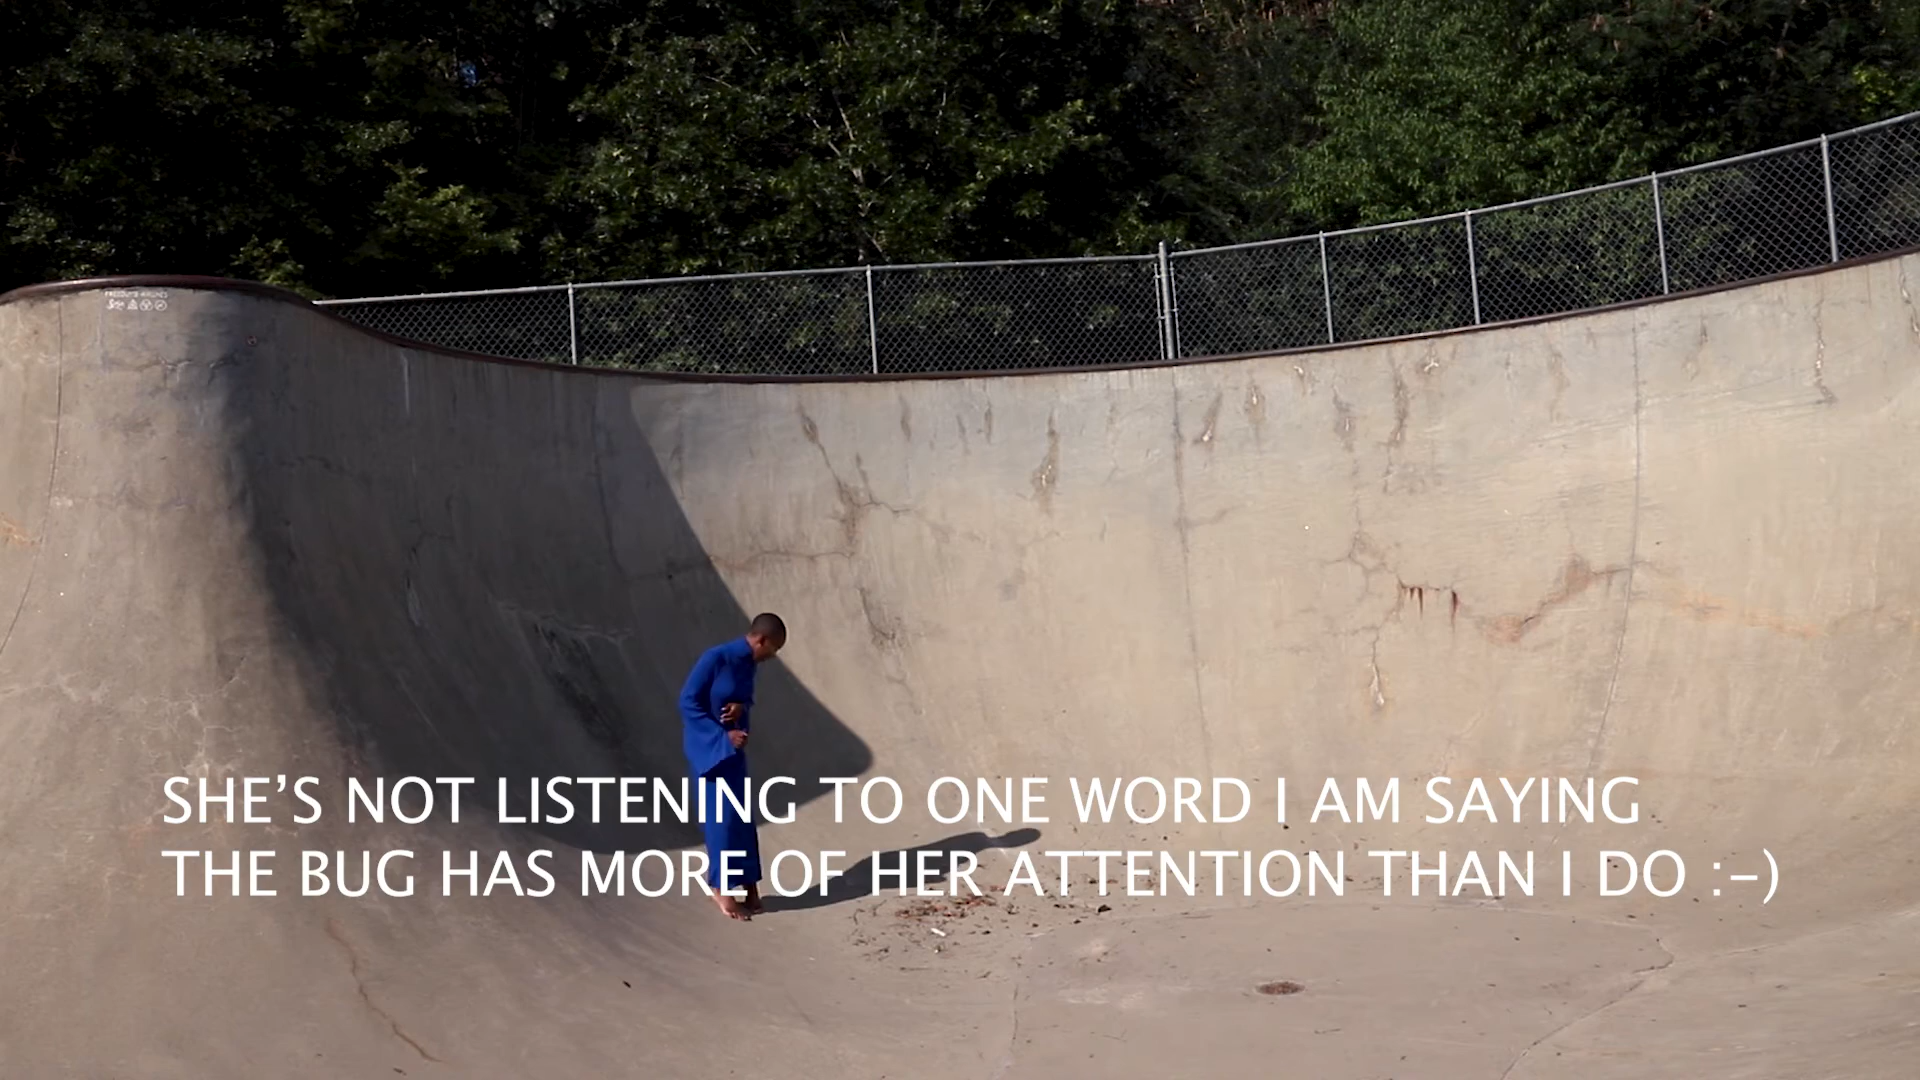 SHE’S NOT LISTENING TO ONE WORD I AM SAYING
THE BUG HAS MORE OF HER ATTENTION THAN I DO :-)